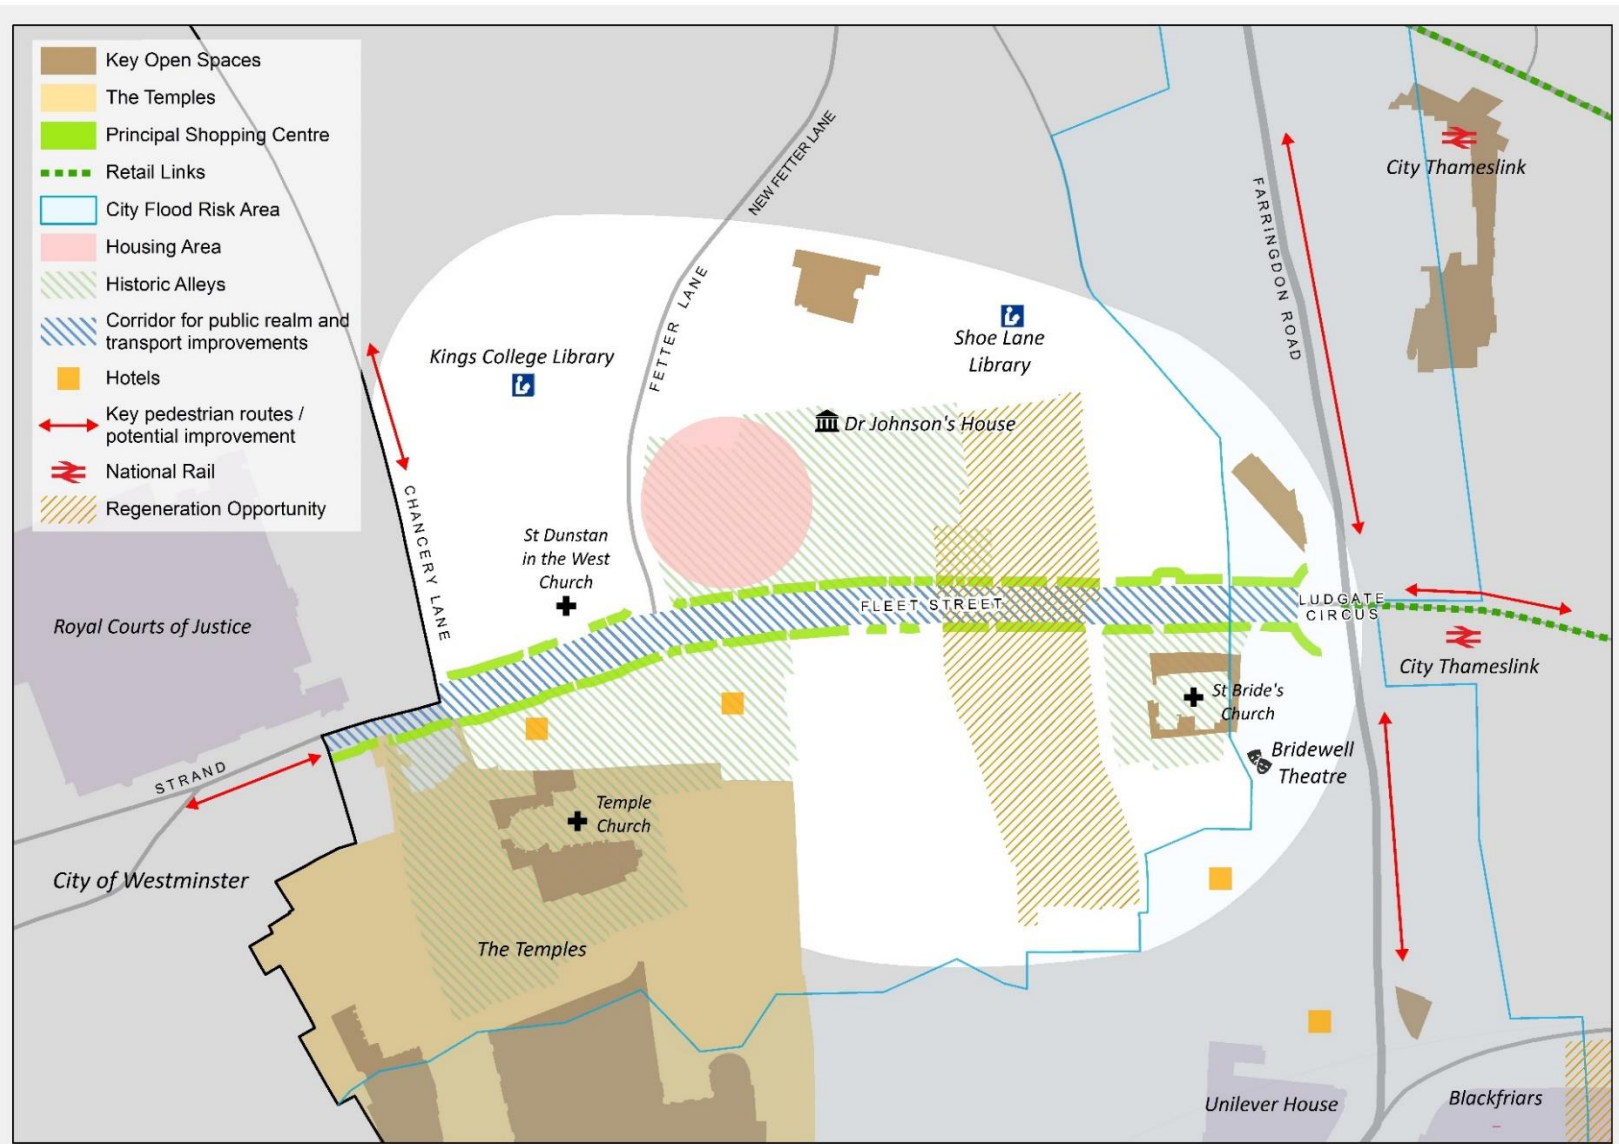 Key Open Spaces
The Temples
Principal Shopping Centre
Retail Links
City Flood Risk Area
Housing Area
Historic Alleys
Corridor for public realm and
transport improvements
Hotels
Key pedestrian routes /
potential improvement
National Rail
Regeneration Opportunity
NEW FETTER LANE
City Thameslink
FARRINGDON ROAD
FETTER LANE
Kings College Library
Shoe Lane
Library
Dr Johnson's House
CHANCERY LANE
St Dunstan
in the West
Church
FLEET STREET
LUDGATE
CIRCUS
Royal Courts of Justice
City Thameslink
St Bride's
Church
Bridewell
Theatre
STRAND
Temple
Church
City of Westminster
The Temples
Unilever House
Blackfriars